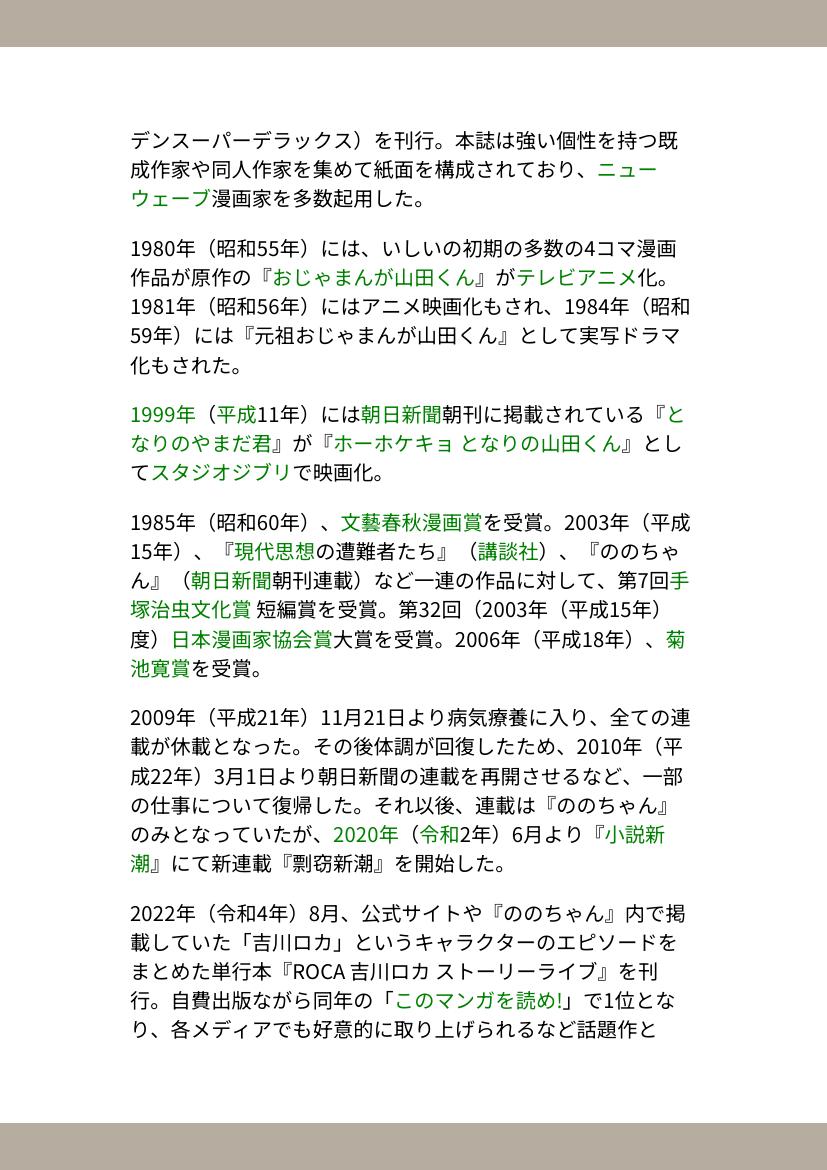 デンスーパーデラックス）を刊行。本誌は強い個性を持つ既
成作家や同人作家を集めて紙面を構成されており、ニュー
ウェーブ漫画家を多数起用した。
1980年（昭和55年）には、いしいの初期の多数の4コマ漫画
作品が原作の『おじゃまんが山田くん』がテレビアニメ化。
1981年（昭和56年）にはアニメ映画化もされ、1984年（昭和
59年）には『元祖おじゃまんが山田くん』として実写ドラマ
化もされた。
1999年（平成11年）には朝日新聞朝刊に掲載されている『と
なりのやまだ君』が『ホーホケキョ となりの山田くん』とし
てスタジオジブリで映画化。
1985年（昭和60年）、文藝春秋漫画賞を受賞。2003年（平成
15年）、『現代思想の遭難者たち』（講談社）、『ののちゃ
ん』（朝日新聞朝刊連載）など一連の作品に対して、第7回手
塚治虫文化賞 短編賞を受賞。第32回（2003年（平成15年）
度）日本漫画家協会賞大賞を受賞。2006年（平成18年）、菊
池寛賞を受賞。
2009年（平成21年）11月21日より病気療養に入り、全ての連
載が休載となった。その後体調が回復したため、2010年（平
成22年）3月1日より朝日新聞の連載を再開させるなど、一部
の仕事について復帰した。それ以後、連載は『ののちゃん』
のみとなっていたが、2020年（令和2年）6月より『小説新
潮』にて新連載『剽窃新潮』を開始した。
2022年（令和4年）8月、公式サイトや『ののちゃん』内で掲
載していた「吉川ロカ」というキャラクターのエピソードを
まとめた単行本『ROCA 吉川ロカ ストーリーライブ』を刊
行。自費出版ながら同年の「このマンガを読め!」で1位とな
り、各メディアでも好意的に取り上げられるなど話題作と